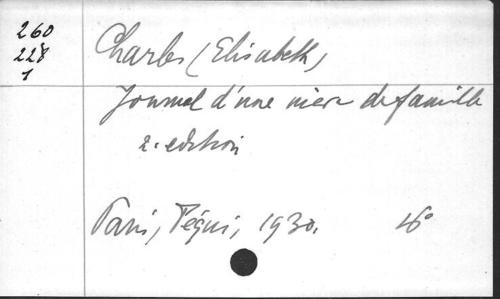 260
228
1
Charles (Elisabeth)
Journal d'une mère de famille
2. edition
Paris, Téqui, 1930. 16°